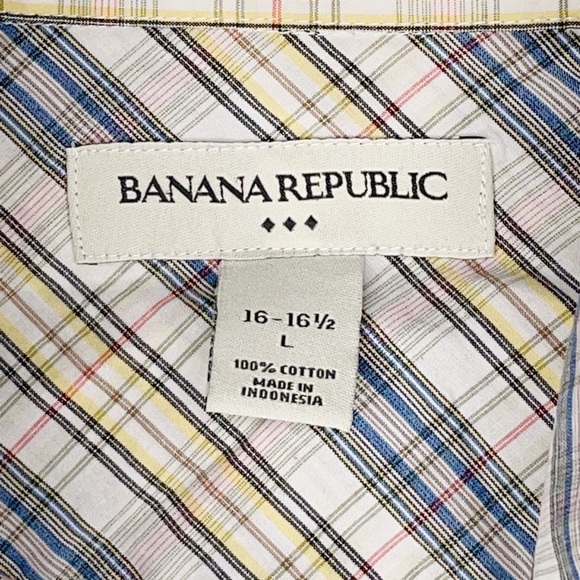 BANANA REPUBLIC
16-16½
L
100% COTTON
MADE IN
INDONESIA